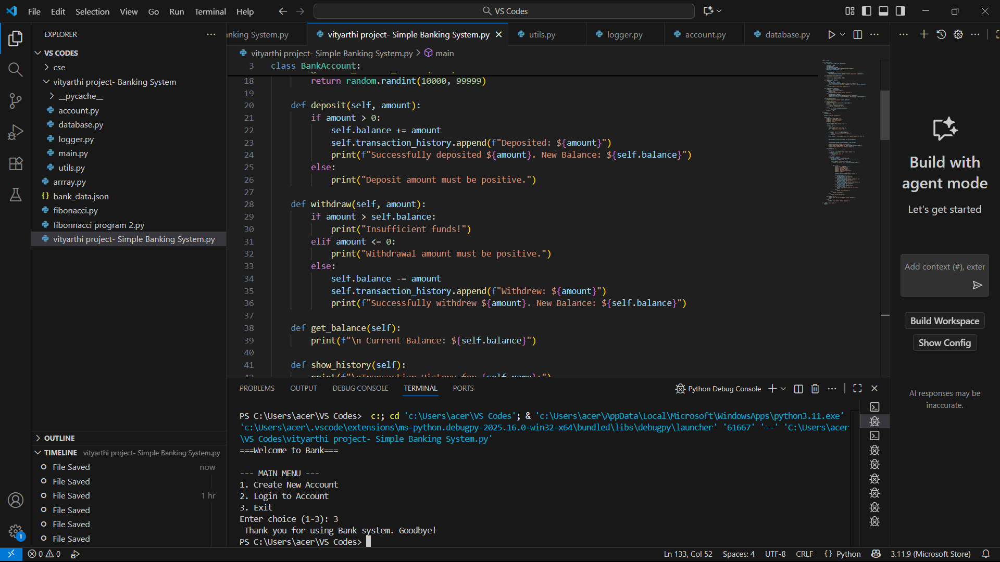 File Edit Selection View Go Run Terminal Help
VS Codes
EXPLORER
VS CODES
cse
vityarthi project- Banking System
__pycache__
account.py
database.py
logger.py
main.py
utils.py
arrray.py
{} bank_data.json
fibonacci.py
fibonnacci program 2.py
vityarthi project- Simple Banking System.py
OUTLINE
TIMELINE vityarthi project- Simple Banking System.py
File Saved now
File Saved
File Saved 1 hr
File Saved
File Saved
File Saved
nking System.py vityarthi project- Simple Banking System.py utils.py logger.py account.py database.py
vityarthi project- Simple Banking System.py > main
3 class BankAccount:
18 return random.randint(10000, 99999)
19
20 def deposit(self, amount):
21 if amount > 0:
22 self.balance += amount
23 self.transaction_history.append(f"Deposited: ${amount}")
24 print(f"Successfully deposited ${amount}. New Balance: ${self.balance}")
25 else:
26 print("Deposit amount must be positive.")
27
28 def withdraw(self, amount):
29 if amount > self.balance:
30 print("Insufficient funds!")
31 elif amount <= 0:
32 print("Withdrawal amount must be positive.")
33 else:
34 self.balance -= amount
35 self.transaction_history.append(f"Withdrew: ${amount}")
36 print(f"Successfully withdrew ${amount}. New Balance: ${self.balance}")
37
38 def get_balance(self):
39 print(f"\n Current Balance: ${self.balance}")
40
41 def show_history(self):
42 print(f"\nTransaction History for {self.name}:")
PROBLEMS OUTPUT DEBUG CONSOLE TERMINAL PORTS
Python Debug Console
PS C:\Users\acer\VS Codes> c:; cd 'c:\Users\acer\VS Codes'; & 'c:\Users\acer\AppData\Local\Microsoft\WindowsApps\python3.11.exe'
'c:\Users\acer\.vscode\extensions\ms-python.debugpy-2025.16.0-win32-x64\bundled\libs\debugpy\launcher' '61667' '--' 'C:\Users\acer
\VS Codes\vityarthi project- Simple Banking System.py'
===Welcome to Bank===
--- MAIN MENU ---
1. Create New Account
2. Login to Account
3. Exit
Enter choice (1-3): 3
Thank you for using Bank system. Goodbye!
PS C:\Users\acer\VS Codes>
Build with
agent mode
Let's get started
Add context (#), exter
Build Workspace
Show Config
AI responses may be
inaccurate.
1
0 0
Ln 133, Col 52 Spaces: 4 UTF-8 CRLF {} Python 3.11.9 (Microsoft Store)